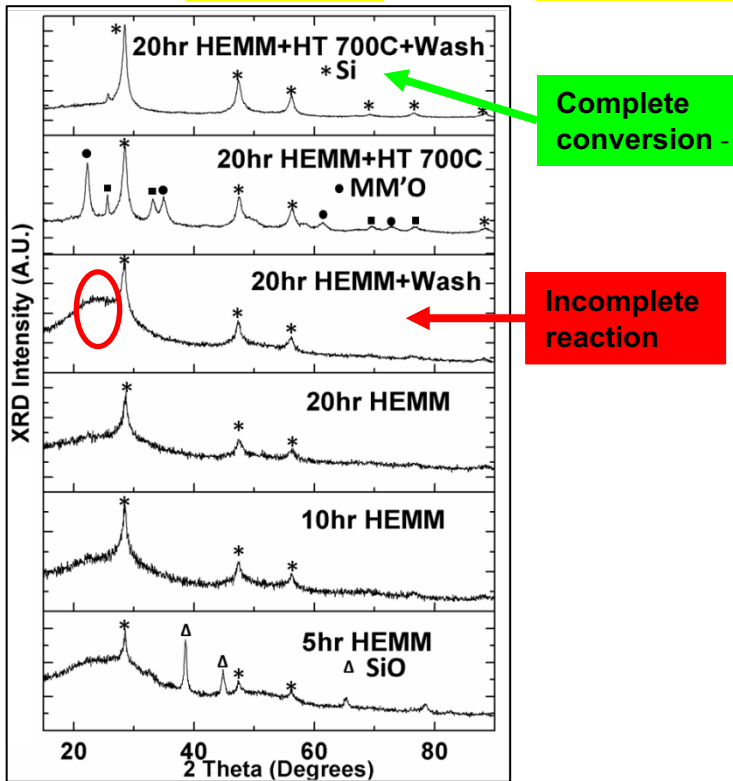 20hr HEMM+HT 700C+Wash
* Si
Complete
conversion -
20hr HEMM+HT 700C
● MM'O
20hr HEMM+Wash
Incomplete
reaction
20hr HEMM
10hr HEMM
5hr HEMM
Δ SiO
XRD Intensity (A.U.)
20 40 60 80
2 Theta (Degrees)